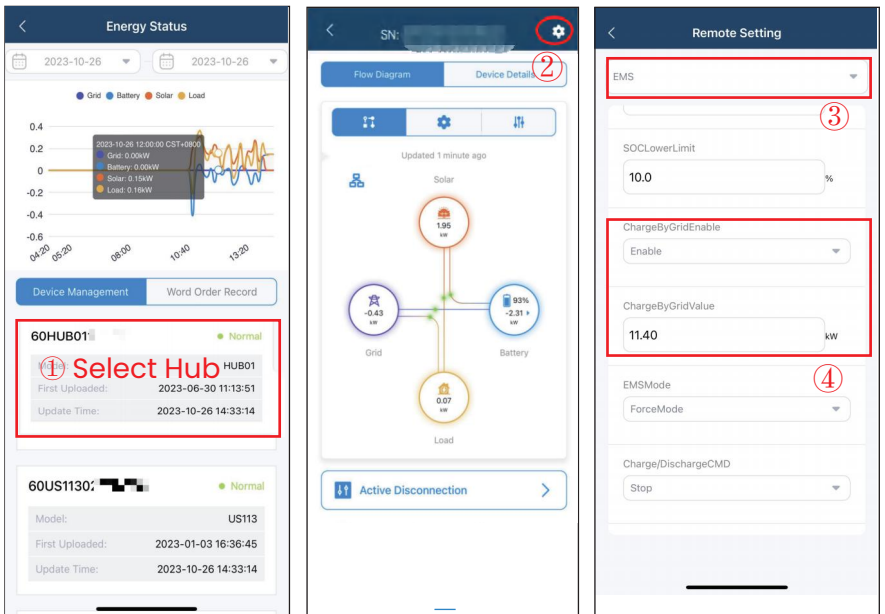 Energy Status
2023-10-26
2023-10-26
Grid Battery Solar Load
0.4
0.2
0
-0.2
-0.4
-0.6
2023-10-26 12:00:00 CST+0800
Grid: 0.00kW
Battery: 0.00kW
Solar: 0.15kW
Load: 0.16kW
04:20 05:20 08:00 10:40 13:20
Device Management Word Order Record
60HUB01 Normal
① Select Hub
Model: HUB01
First Uploaded: 2023-06-30 11:13:51
Update Time: 2023-10-26 14:33:14
60US11302 Normal
Model: US113
First Uploaded: 2023-01-03 16:36:45
Update Time: 2023-10-26 14:33:14
SN:
②
Flow Diagram Device Details
Updated 1 minute ago
Solar
1.95
kW
-0.43
kW
93%
-2.31
kW
Grid
Battery
0.07
kW
Load
Active Disconnection
Remote Setting
EMS
③
SOCLowerLimit
10.0 %
ChargeByGridEnable
Enable
ChargeByGridValue
11.40 kW
④
EMSMode
ForceMode
Charge/DischargeCMD
Stop